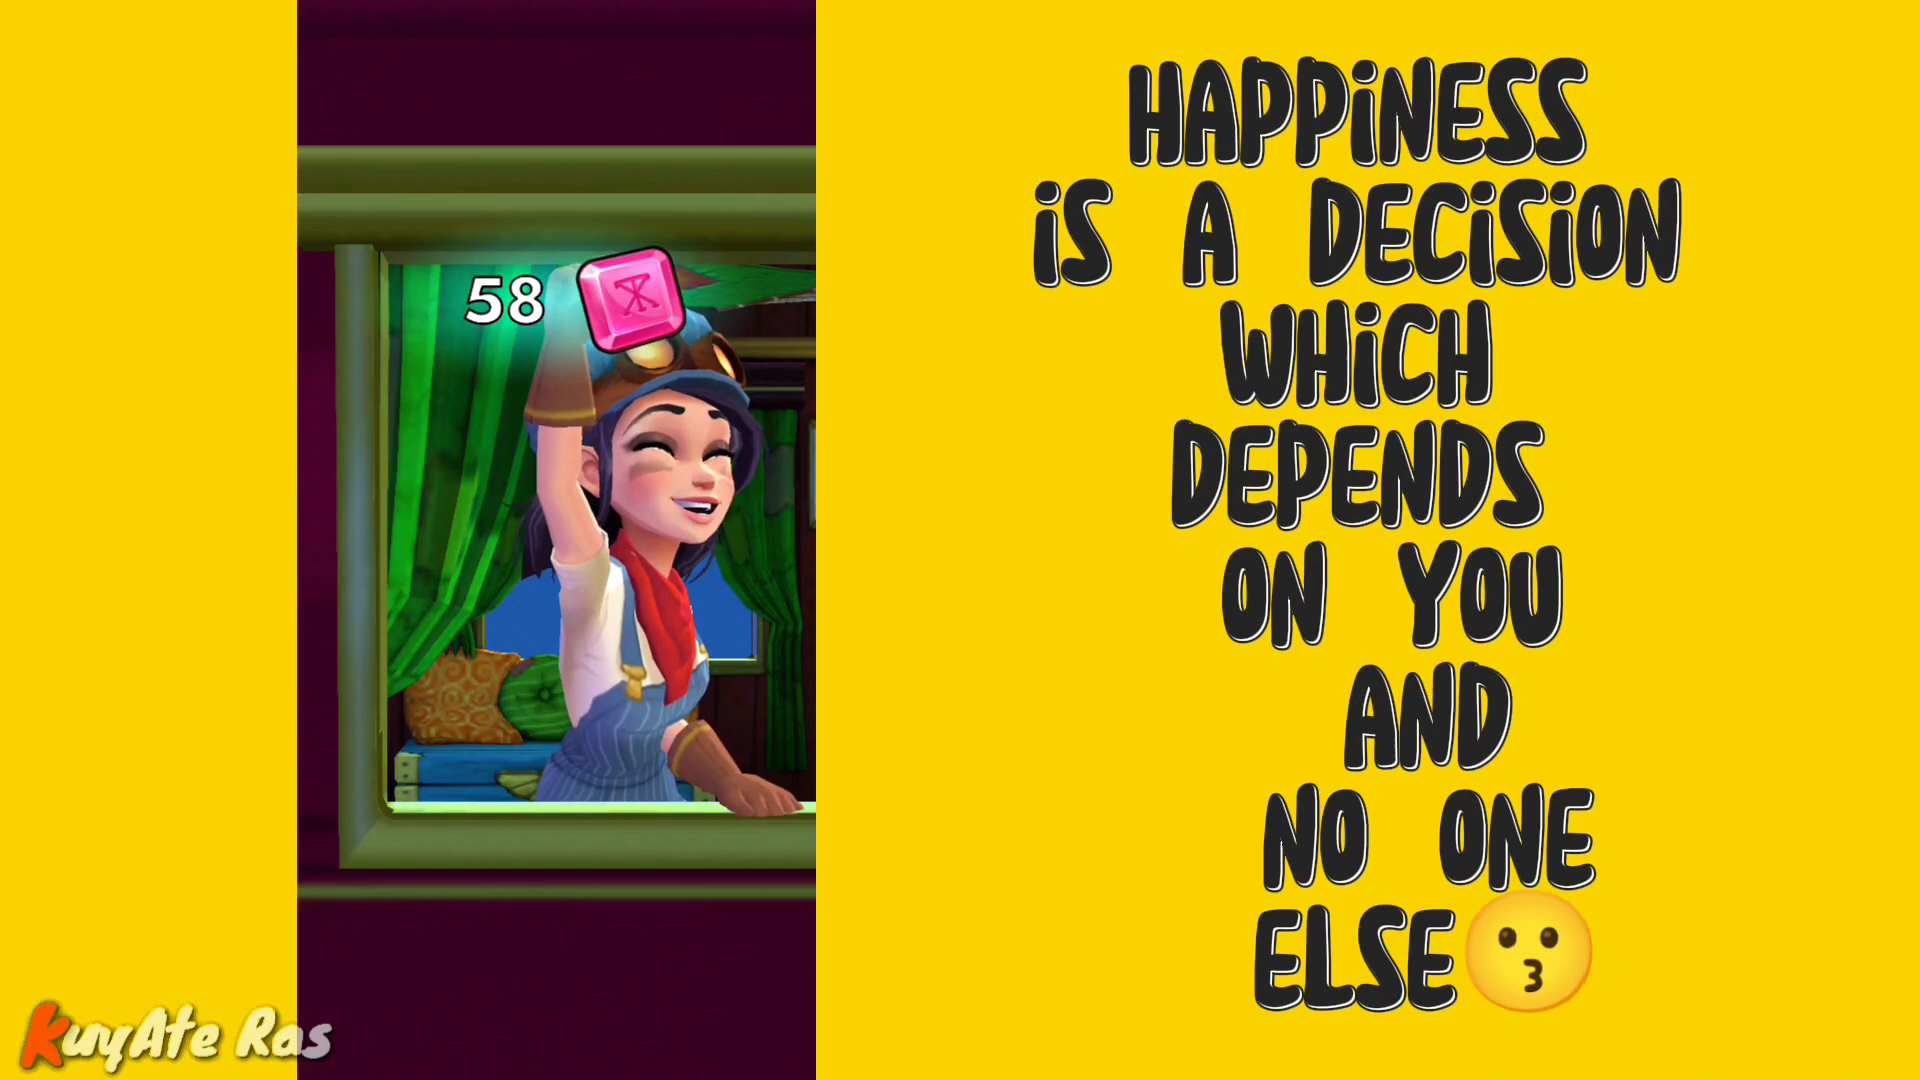 58
HAPPiNESS
iS A DECiSiON
WHiCH
DEPENDS
ON YOU
AND
NO ONE
ELSE😗
KuyAte Ras